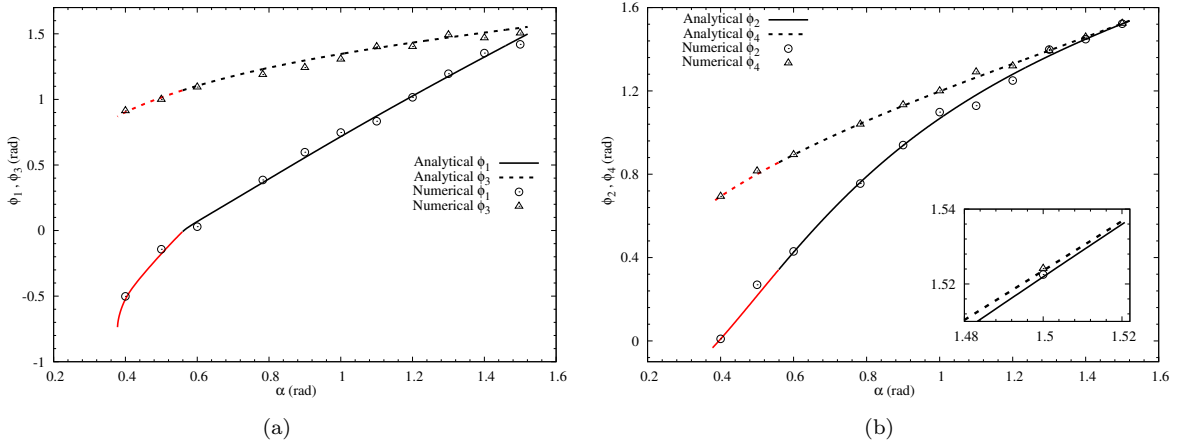 1.5
1
0.5
0
-0.5
-1
0.2 0.4 0.6 0.8 1 1.2 1.4 1.6
α (rad)
ϕ1 , ϕ3 (rad)
Analytical ϕ1
Analytical ϕ3
Numerical ϕ1
Numerical ϕ3
(a)
1.6
1.2
0.8
0.4
0
0.2 0.4 0.6 0.8 1 1.2 1.4 1.6
α (rad)
ϕ2 , ϕ4 (rad)
Analytical ϕ2
Analytical ϕ4
Numerical ϕ2
Numerical ϕ4
1.54
1.52
1.48 1.5 1.52
(b)